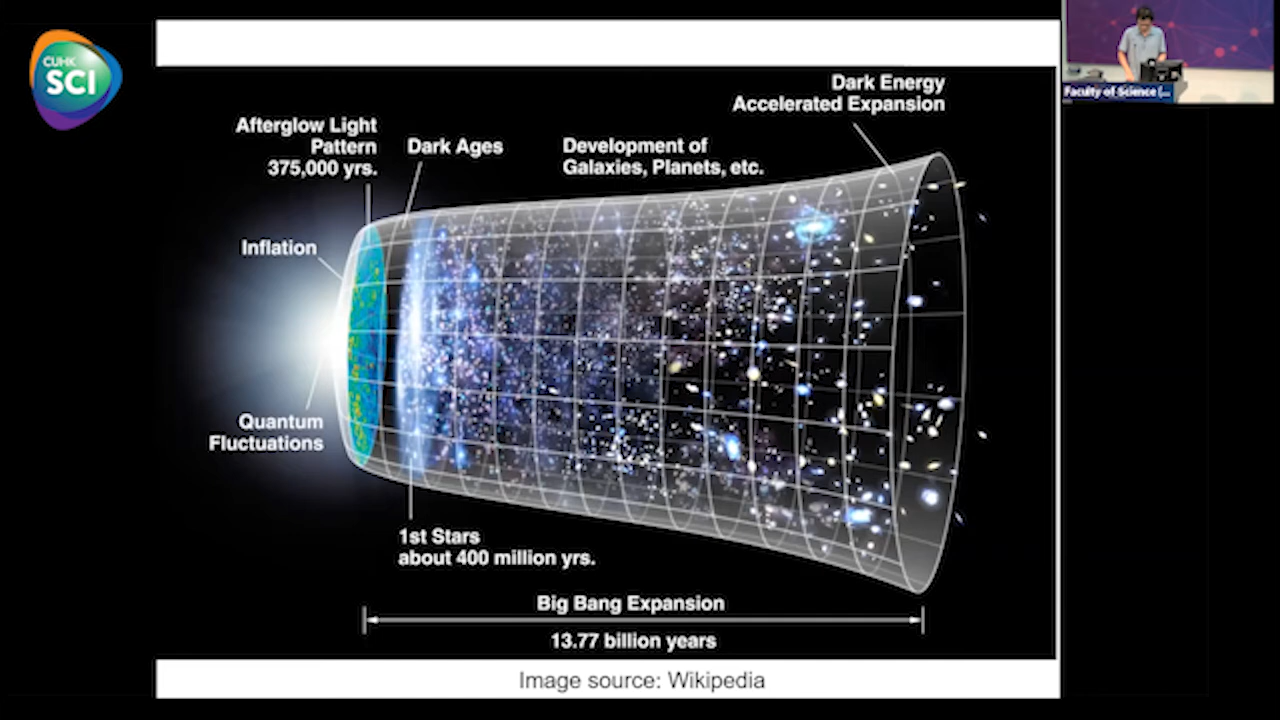 CUHK
SCI
Faculty of Science (...
Dark Energy
Accelerated Expansion
Afterglow Light
Pattern
375,000 yrs.
Dark Ages
Development of
Galaxies, Planets, etc.
Inflation
Quantum
Fluctuations
1st Stars
about 400 million yrs.
Big Bang Expansion
13.77 billion years
Image source: Wikipedia